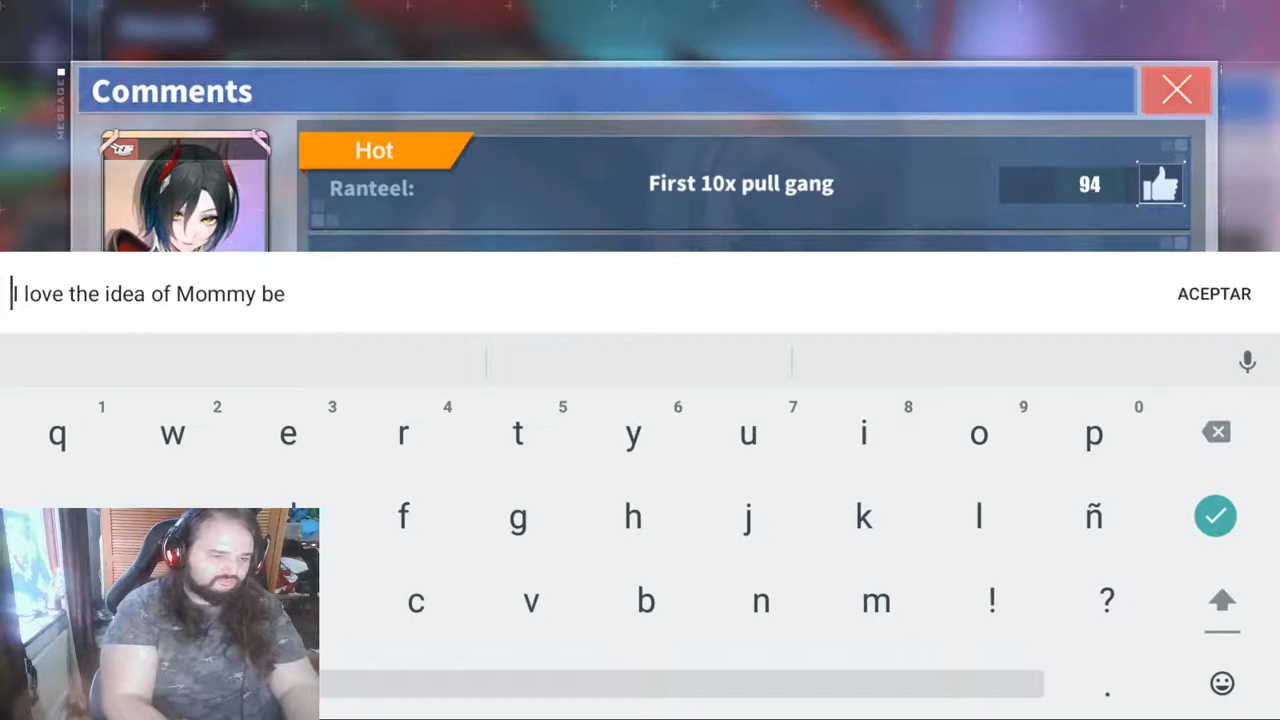 MESSAGE
Comments
Hot
Ranteel:
First 10x pull gang
94
I love the idea of Mommy be
ACEPTAR
1 2 3 4 5 6 7 8 9 0
q w e r t y u i o p
f g h j k l ñ
c v b n m ! ?
.